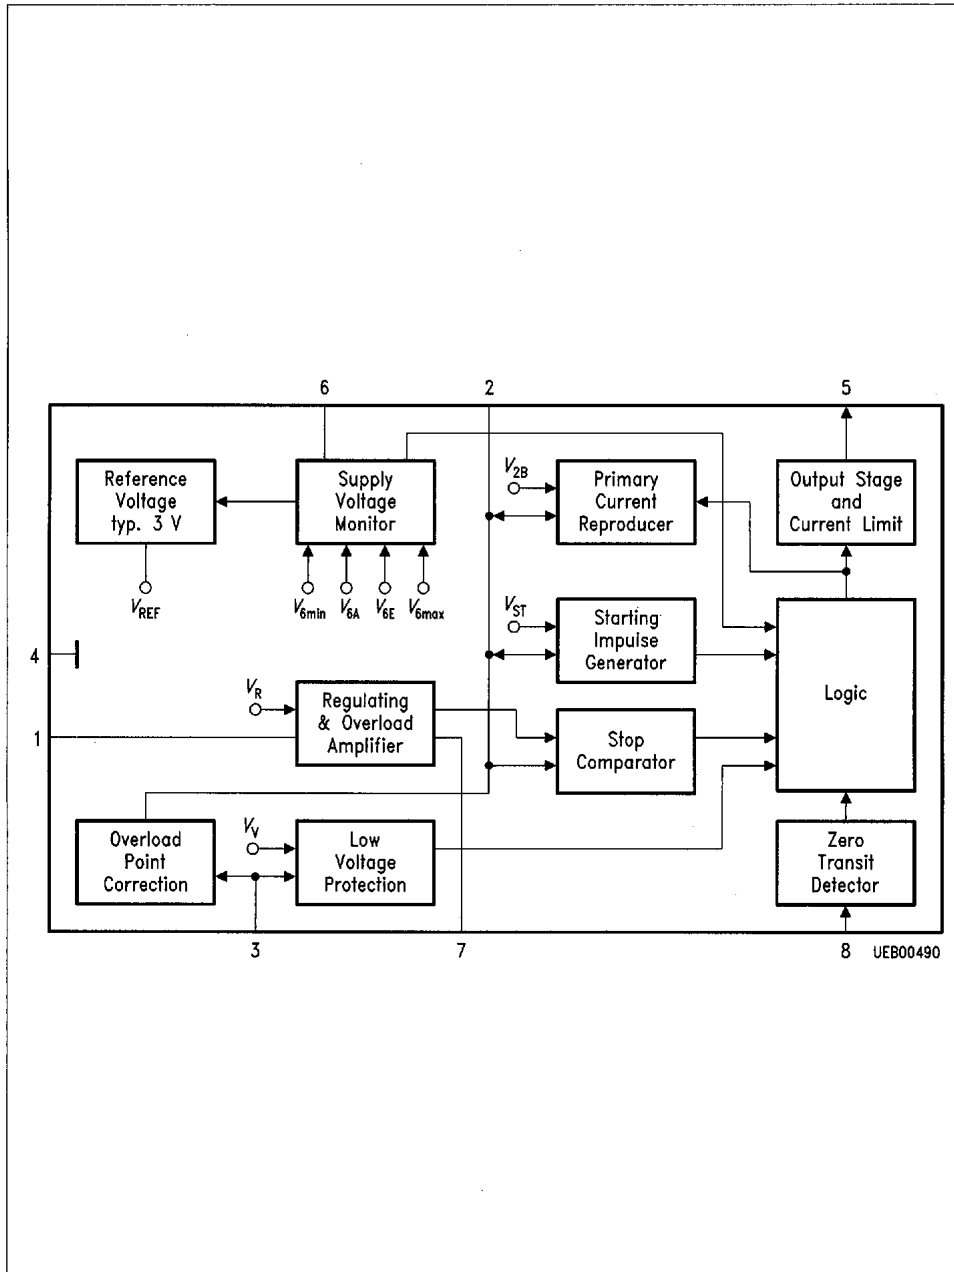 6
2
5
Reference
Voltage
typ. 3 V
Supply
Voltage
Monitor
V2B
Primary
Current
Reproducer
Output Stage
and
Current Limit
VREF
V6min
V6A
V6E
V6max
VST
Starting
Impuise
Generator
4
Logic
VR
Regulating
& Overload
Amplifier
1
Stop
Comparator
Overload
Point
Correction
VV
Low
Voltage
Protection
Zero
Transit
Detector
3
7
8
UEB00490